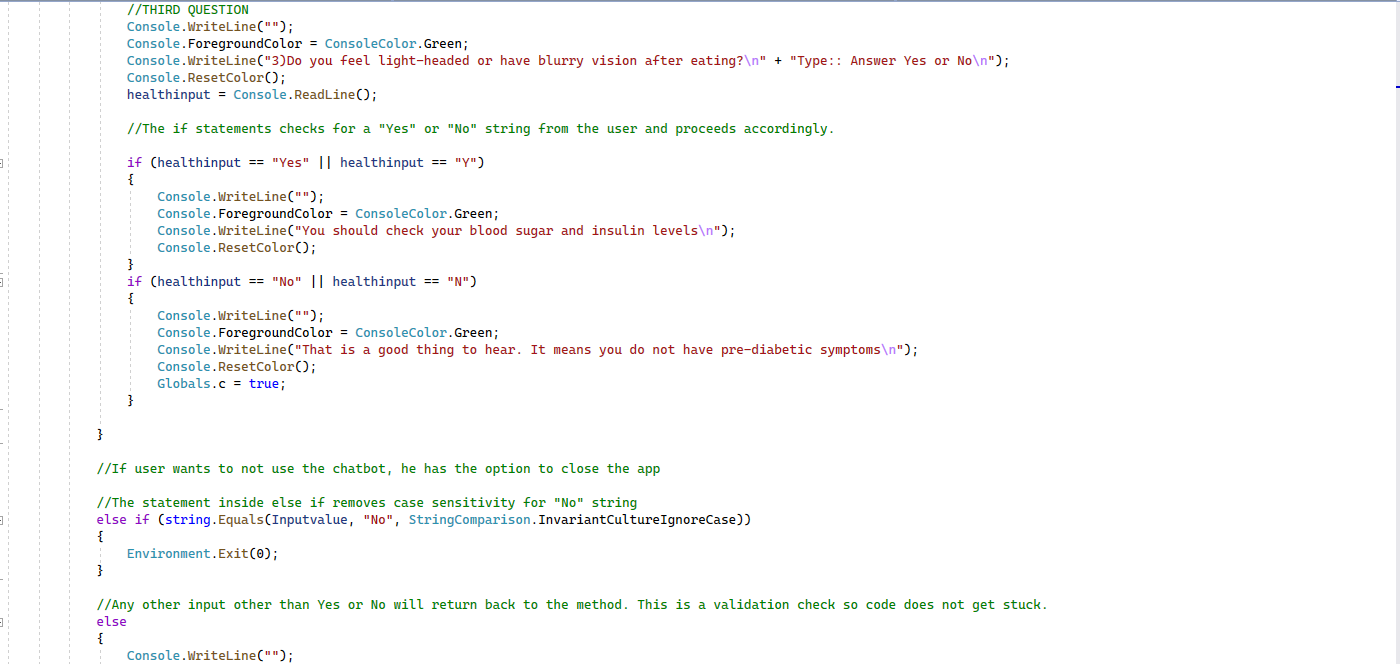 //THIRD QUESTION
Console.WriteLine("");
Console.ForegroundColor = ConsoleColor.Green;
Console.WriteLine("3)Do you feel light-headed or have blurry vision after eating?\n" + "Type:: Answer Yes or No\n");
Console.ResetColor();
healthinput = Console.ReadLine();
//The if statements checks for a "Yes" or "No" string from the user and proceeds accordingly.
if (healthinput == "Yes" || healthinput == "Y")
{
Console.WriteLine("");
Console.ForegroundColor = ConsoleColor.Green;
Console.WriteLine("You should check your blood sugar and insulin levels\n");
Console.ResetColor();
}
if (healthinput == "No" || healthinput == "N")
{
Console.WriteLine("");
Console.ForegroundColor = ConsoleColor.Green;
Console.WriteLine("That is a good thing to hear. It means you do not have pre-diabetic symptoms\n");
Console.ResetColor();
Globals.c = true;
}
}
//If user wants to not use the chatbot, he has the option to close the app
//The statement inside else if removes case sensitivity for "No" string
else if (string.Equals(Inputvalue, "No", StringComparison.InvariantCultureIgnoreCase))
{
Environment.Exit(0);
}
//Any other input other than Yes or No will return back to the method. This is a validation check so code does not get stuck.
else
{
Console.WriteLine("");